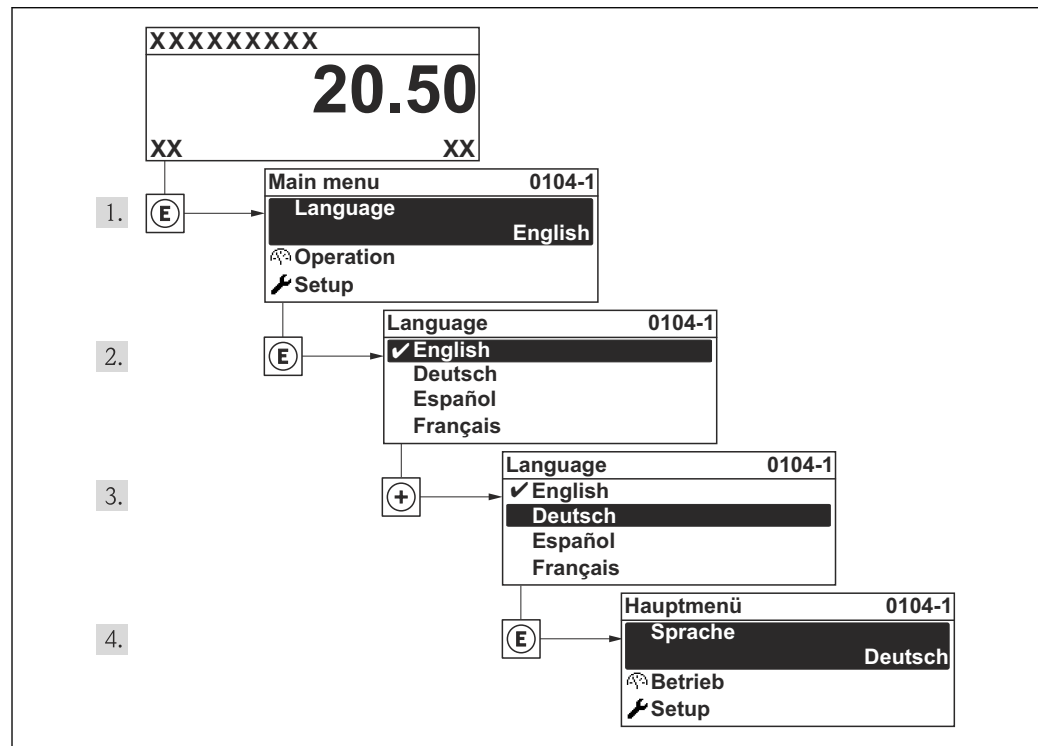 XXXXXXXXX
20.50
XX XX
1. E
Main menu 0104-1
Language
English
Operation
Setup
2. E
Language 0104-1
✔English
Deutsch
Español
Français
3. +
Language 0104-1
✔English
Deutsch
Español
Français
4. E
Hauptmenü 0104-1
Sprache
Deutsch
Betrieb
Setup